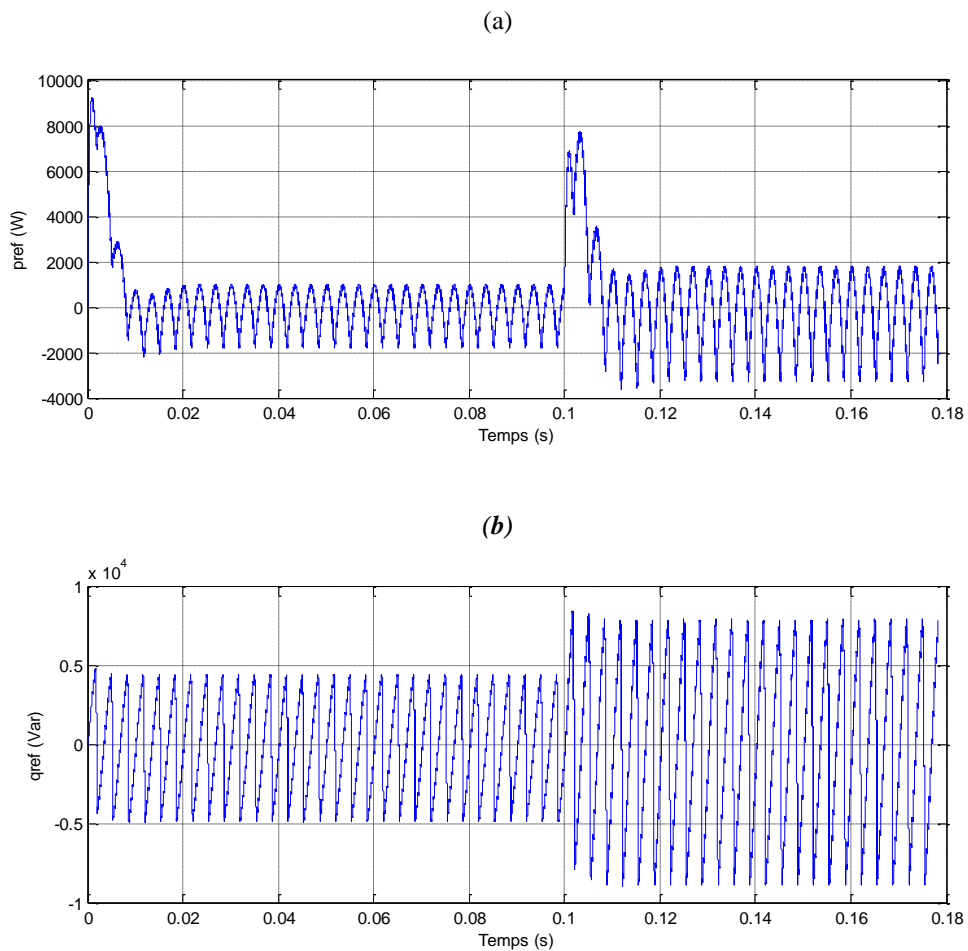 (a)
10000
8000
6000
4000
2000
0
-2000
-4000
pref (W)
0 0.02 0.04 0.06 0.08 0.1 0.12 0.14 0.16 0.18
Temps (s)
(b)
x 10^4
1
0.5
0
-0.5
-1
qref (Var)
0 0.02 0.04 0.06 0.08 0.1 0.12 0.14 0.16 0.18
Temps (s)